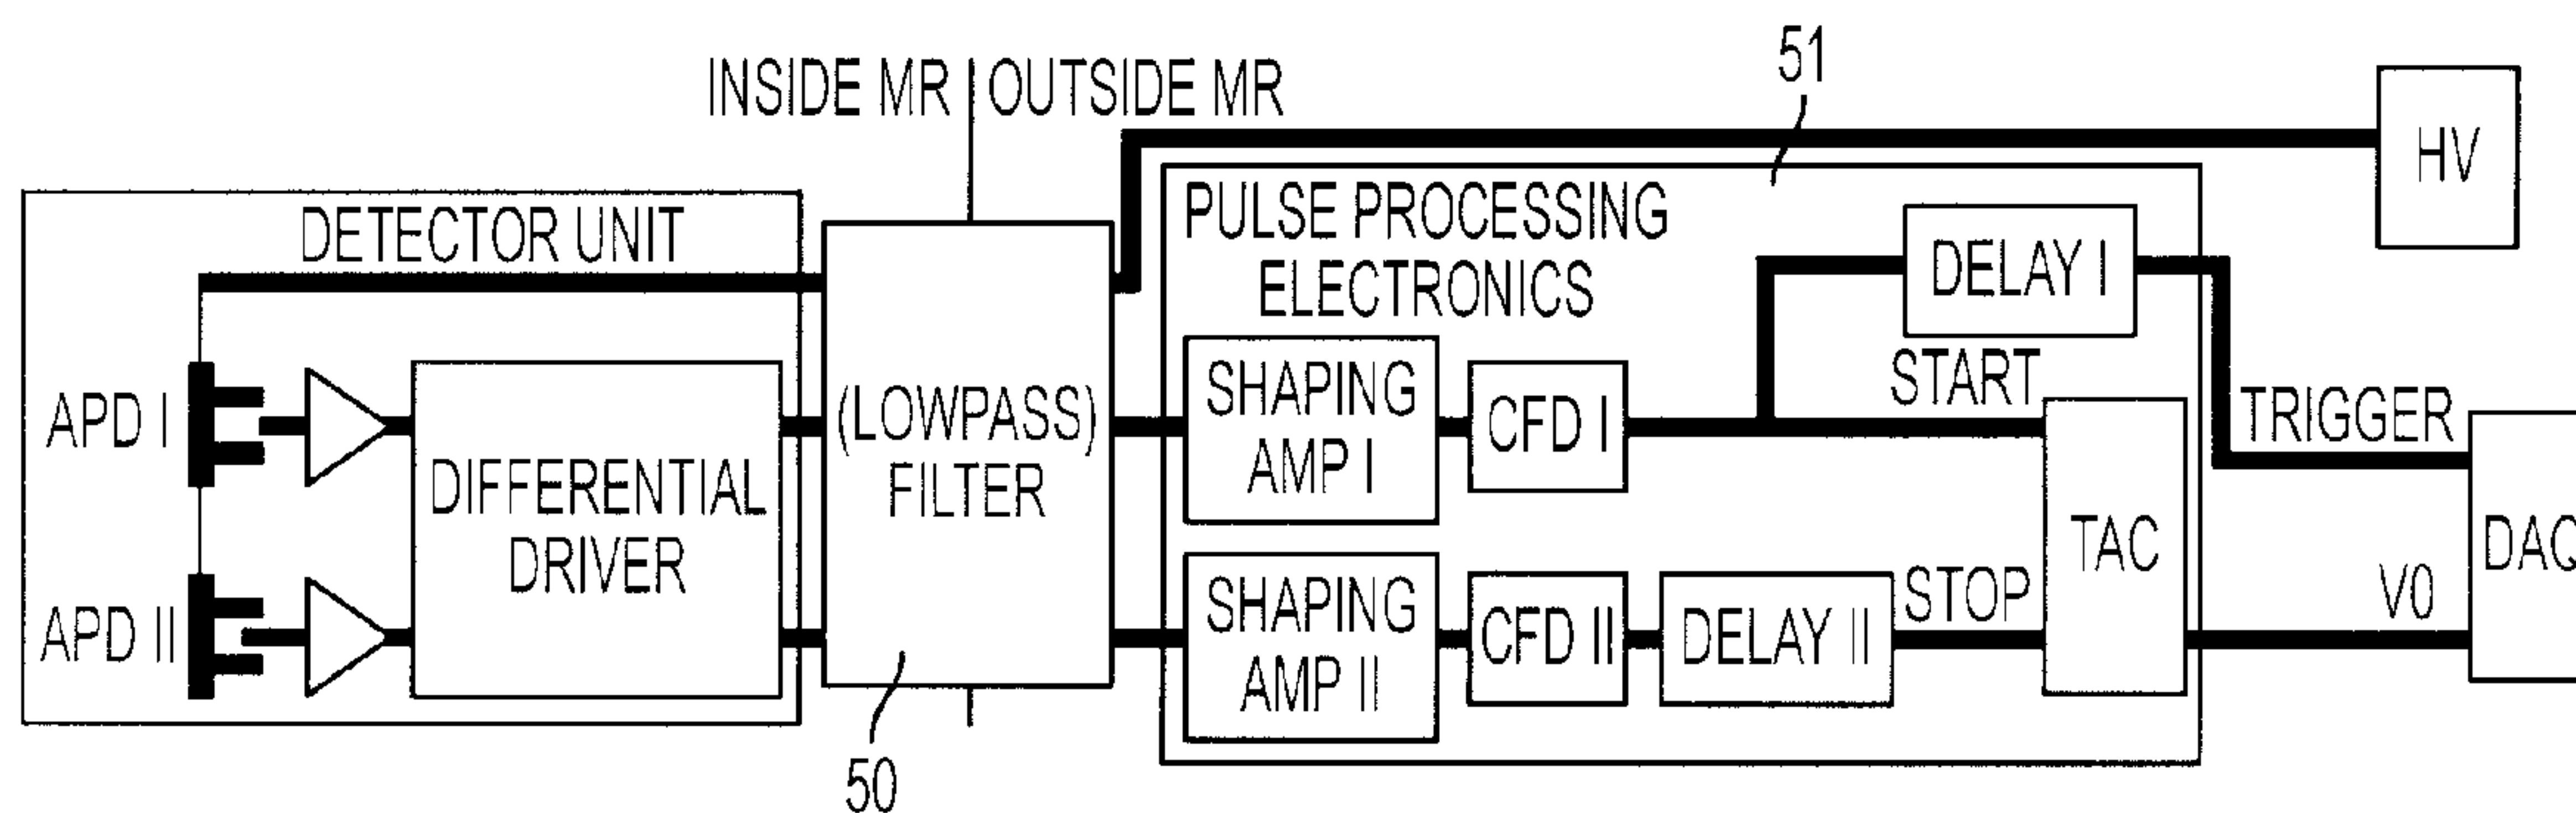 51
INSIDE MR
OUTSIDE MR
HV
DETECTOR UNIT
PULSE PROCESSING
ELECTRONICS
DELAY I
APD I
DIFFERENTIAL
DRIVER
(LOWPASS)
FILTER
SHAPING
AMP I
CFD I
START
TRIGGER
TAC
DAQ
APD II
SHAPING
AMP II
CFD II
DELAY II
STOP
V0
50